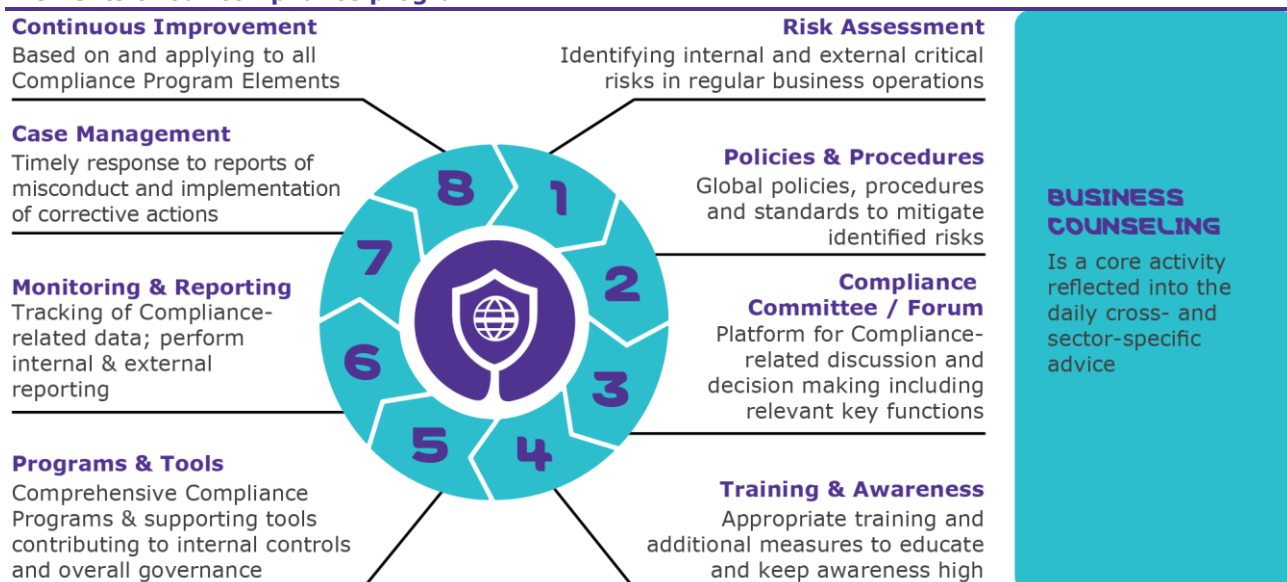 Continuous Improvement
Based on and applying to all
Compliance Program Elements
Case Management
Timely response to reports of
misconduct and implementation
of corrective actions
Monitoring & Reporting
Tracking of Compliance-
related data; perform
internal & external
reporting
Programs & Tools
Comprehensive Compliance
Programs & supporting tools
contributing to internal controls
and overall governance
8
1
7
2
6
3
5
4
Risk Assessment
Identifying internal and external critical
risks in regular business operations
Policies & Procedures
Global policies, procedures
and standards to mitigate
identified risks
Compliance
Committee / Forum
Platform for Compliance-
related discussion and
decision making including
relevant key functions
Training & Awareness
Appropriate training and
additional measures to educate
and keep awareness high
BUSINESS
COUNSELING
Is a core activity
reflected into the
daily cross- and
sector-specific
advice